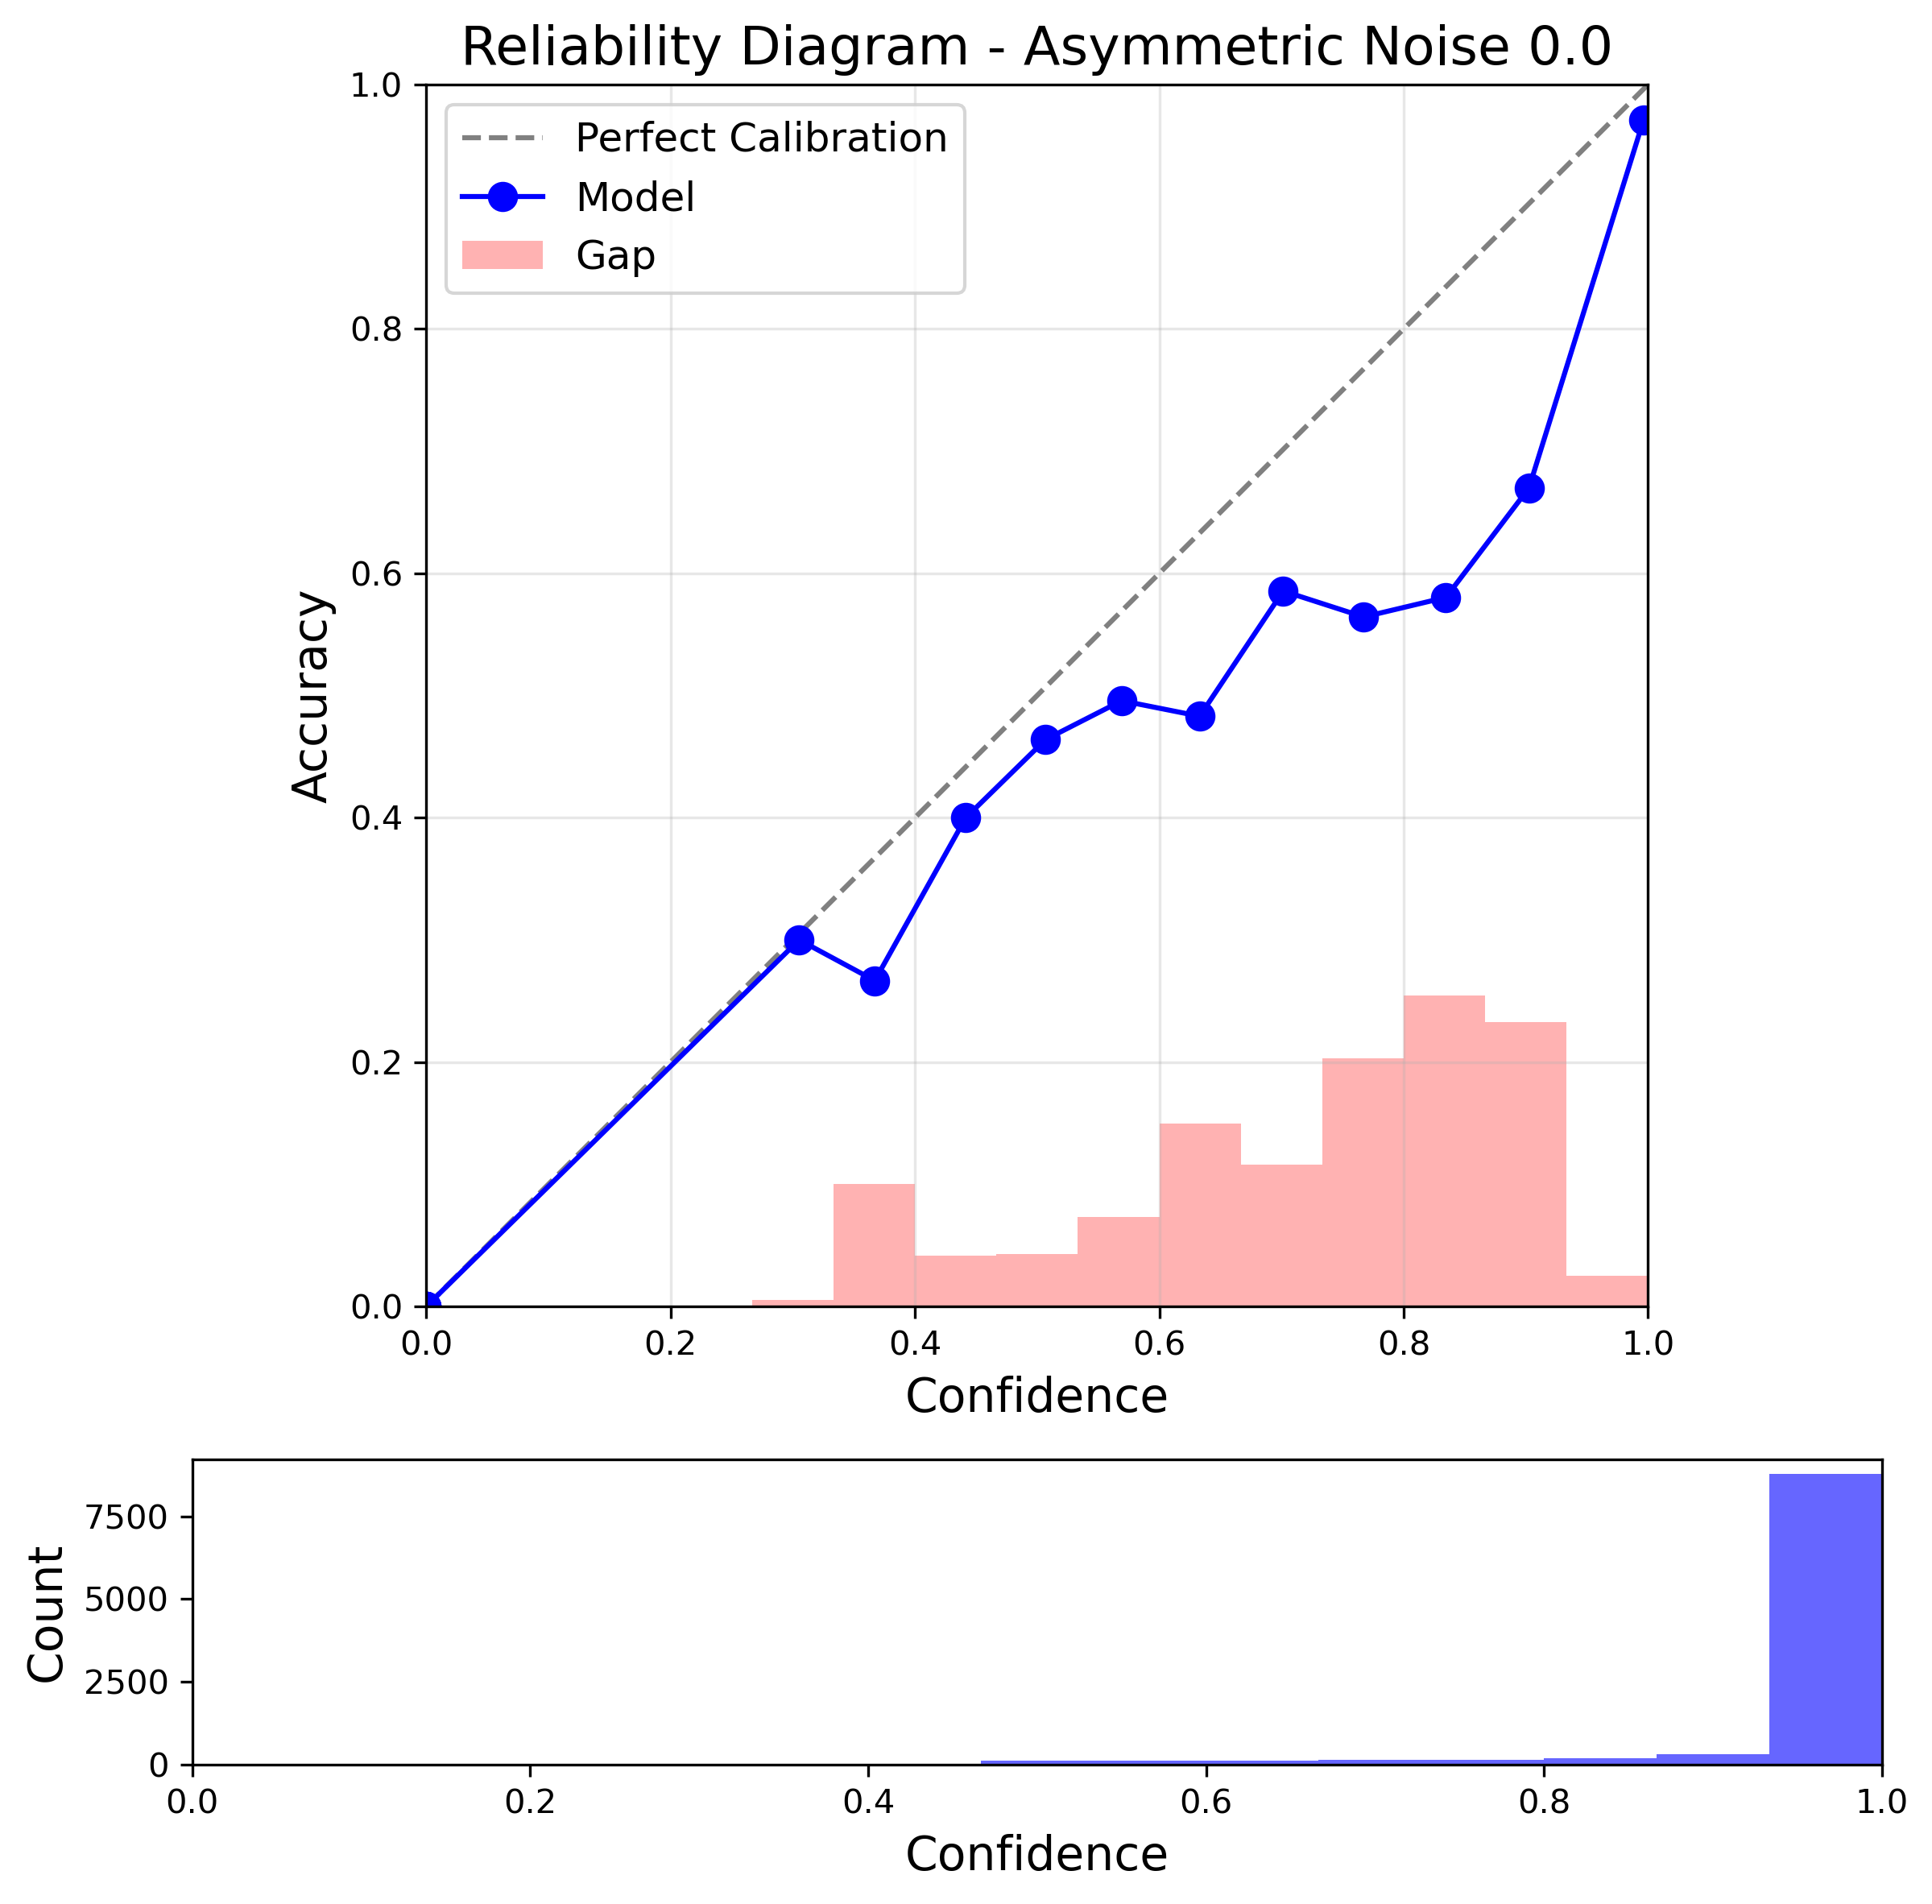 Reliability Diagram - Asymmetric Noise 0.0
Perfect Calibration
Model
Gap
Accuracy
1.0
0.8
0.6
0.4
0.2
0.0
0.0 0.2 0.4 0.6 0.8 1.0
Confidence
Count
7500
5000
2500
0
0.0 0.2 0.4 0.6 0.8 1.0
Confidence